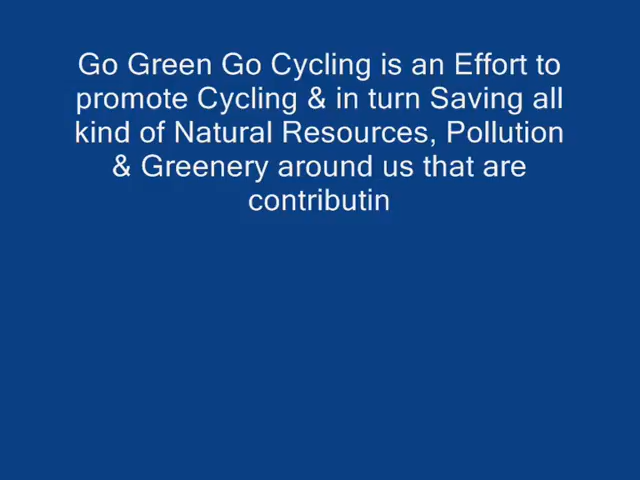 Go Green Go Cycling is an Effort to
promote Cycling & in turn Saving all
kind of Natural Resources, Pollution
& Greenery around us that are
contributin